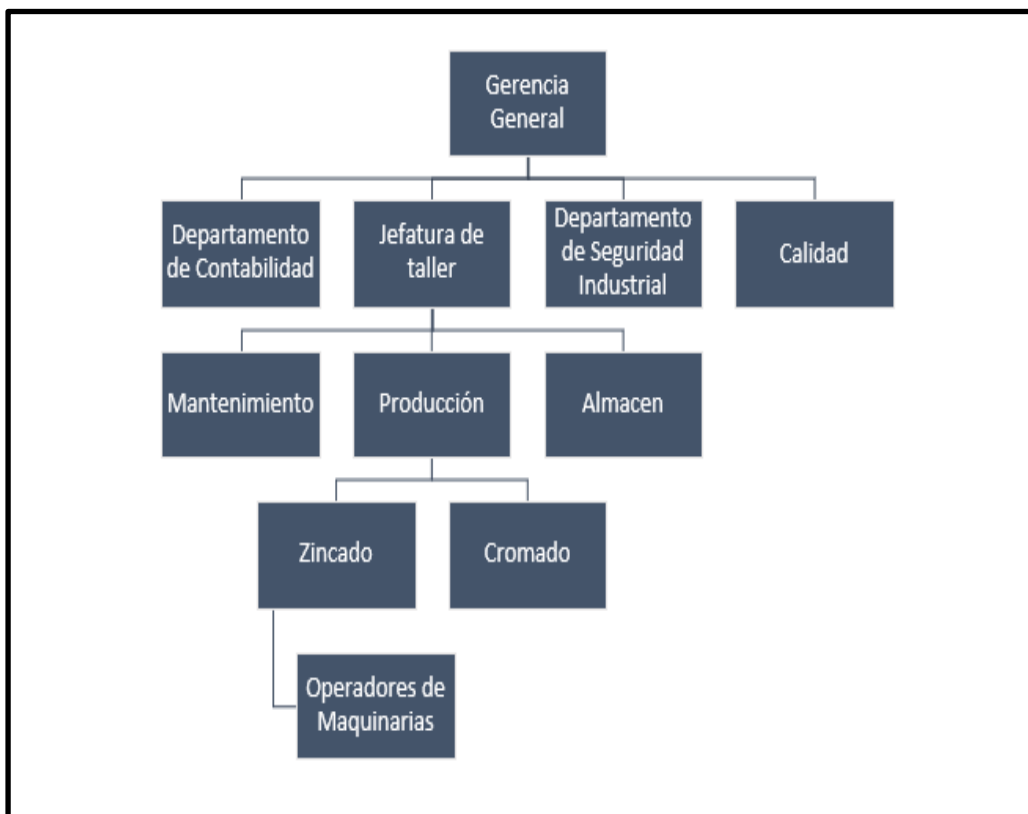 Gerencia
General
Departamento
de Contabilidad
Jefatura de
taller
Departamento
de Seguridad
Industrial
Calidad
Mantenimiento
Producción
Almacen
Zincado
Cromado
Operadores de
Maquinarias